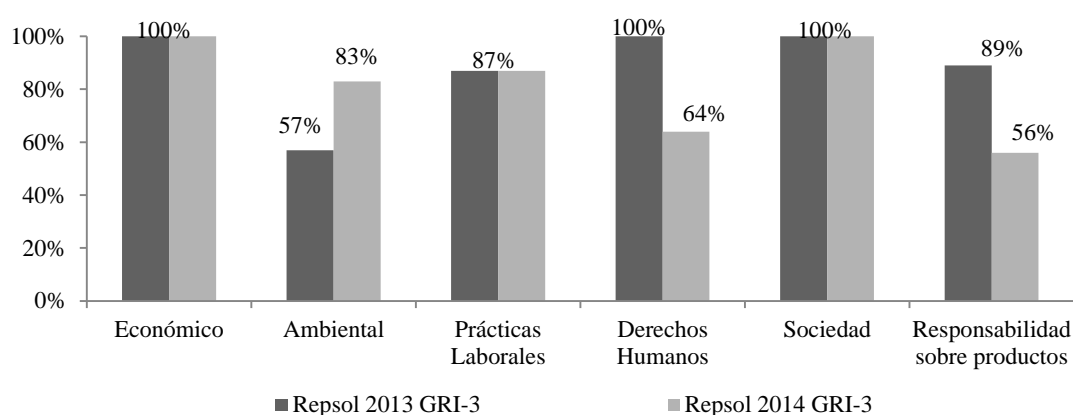 100%
80%
60%
40%
20%
0%
100%
57%
83%
87%
100%
64%
100%
89%
56%
Económico
Ambiental
Prácticas
Laborales
Derechos
Humanos
Sociedad
Responsabilidad
sobre productos
Repsol 2013 GRI-3
Repsol 2014 GRI-3